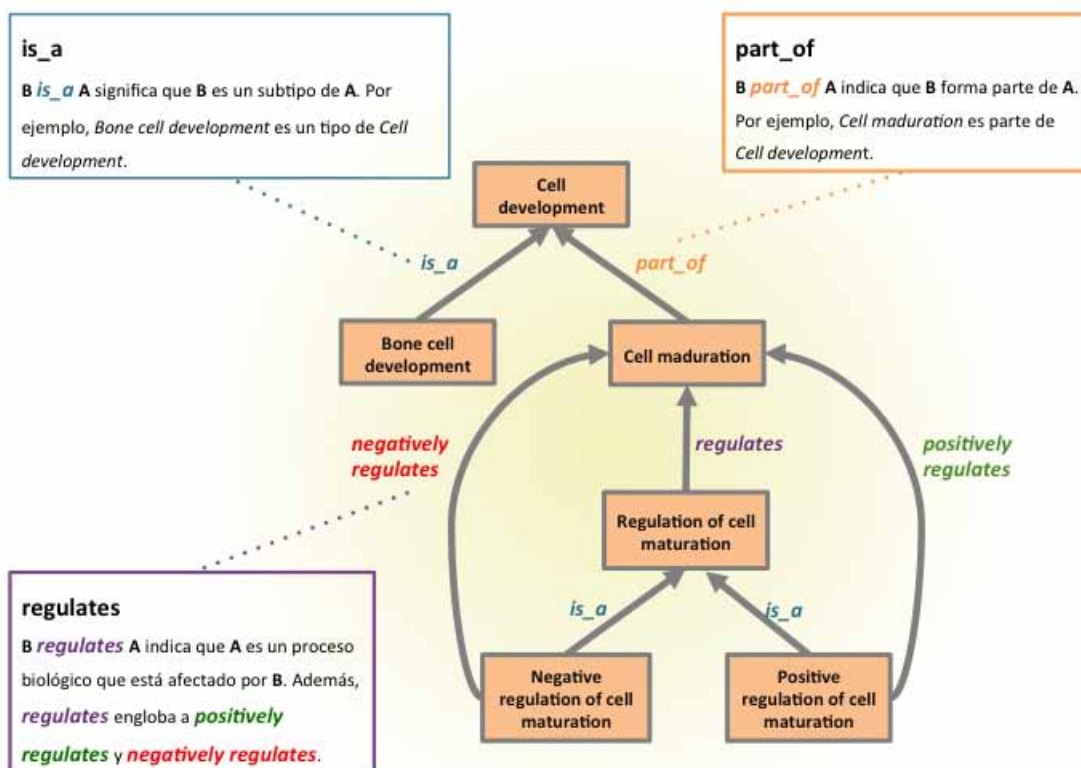 is_a
B is_a A significa que B es un subtipo de A. Por
ejemplo, Bone cell development es un tipo de Cell
development.
part_of
B part_of A indica que B forma parte de A.
Por ejemplo, Cell maduration es parte de
Cell development.
Cell
development
is_a
part_of
Bone cell
development
Cell maduration
negatively
regulates
regulates
positively
regulates
Regulation of cell
maturation
is_a
is_a
Negative
regulation of cell
maturation
Positive
regulation of cell
maturation
regulates
B regulates A indica que A es un proceso
biológico que está afectado por B. Además,
regulates engloba a positively
regulates y negatively regulates.